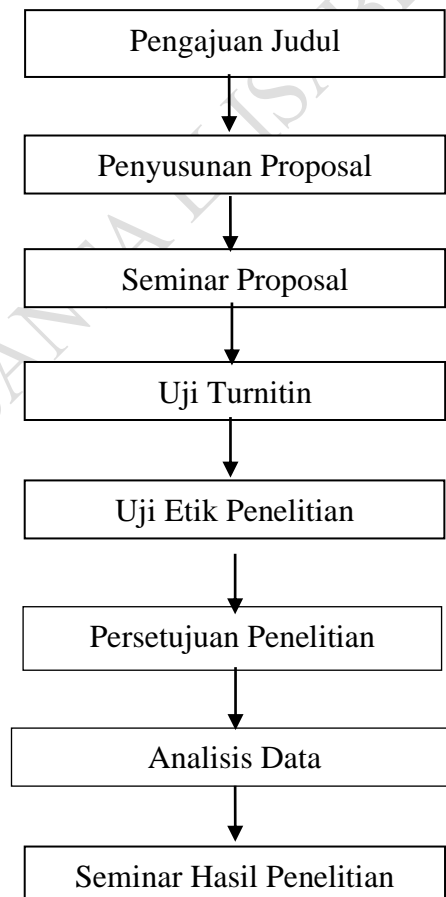 Pengajuan Judul
Penyusunan Proposal
Seminar Proposal
Uji Turnitin
Uji Etik Penelitian
Persetujuan Penelitian
Analisis Data
Seminar Hasil Penelitian